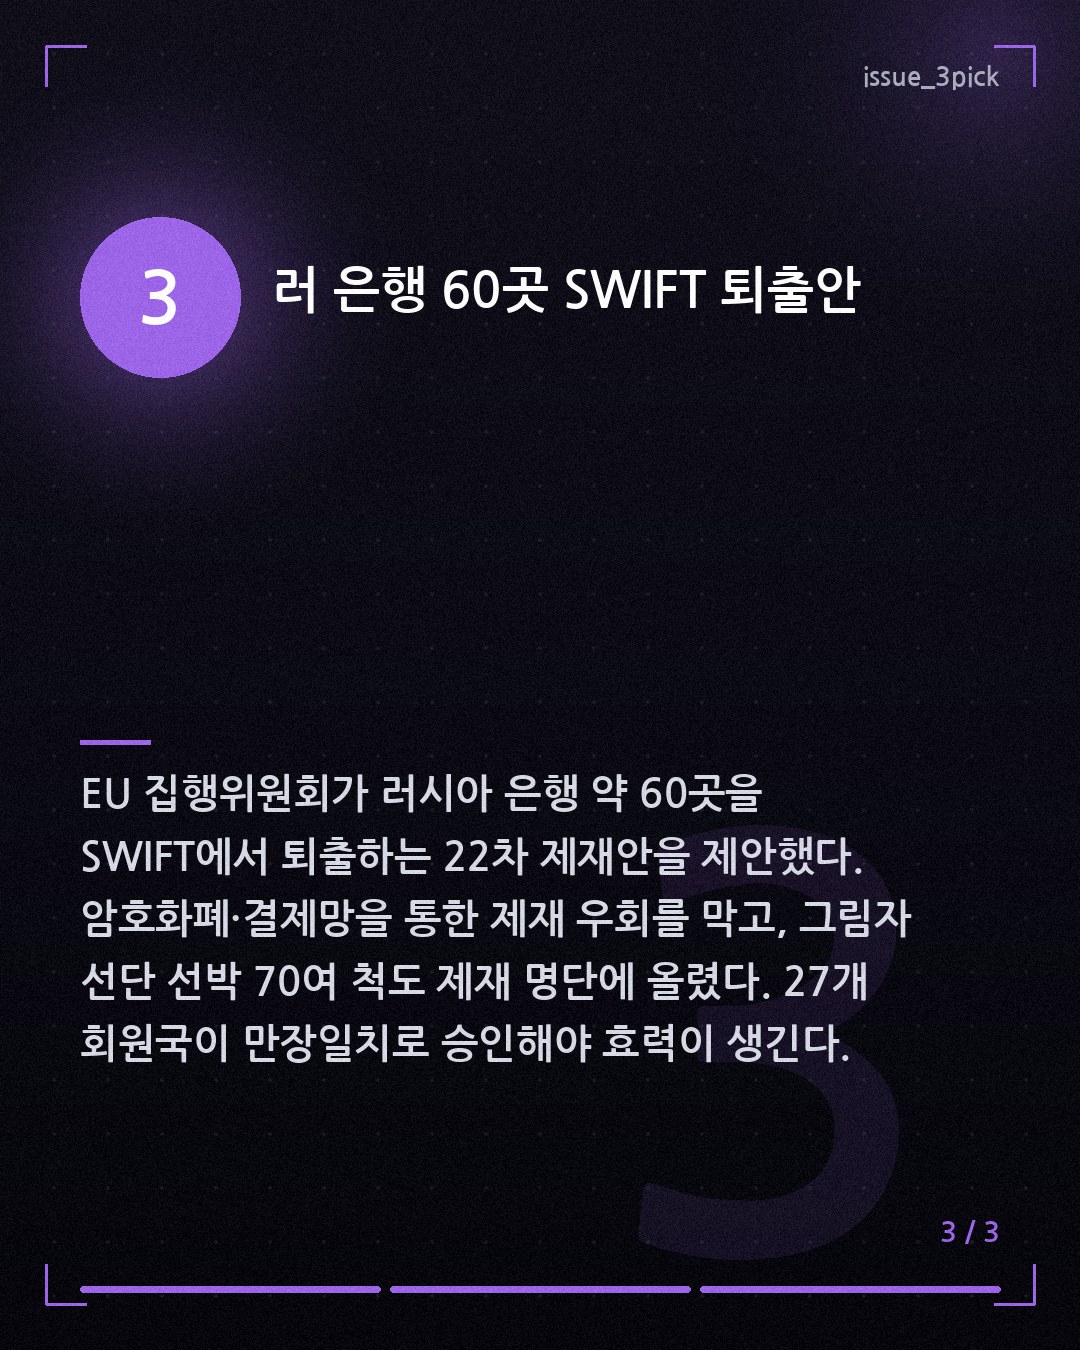 issue_3pick
3
러 은행 60곳 SWIFT 퇴출안
EU 집행위원회가 러시아 은행 약 60곳을
SWIFT에서 퇴출하는 22차 제재안을 제안했다.
암호화폐·결제망을 통한 제재 우회를 막고, 그림자
선단 선박 70여 척도 제재 명단에 올렸다. 27개
회원국이 만장일치로 승인해야 효력이 생긴다.
3
3 / 3